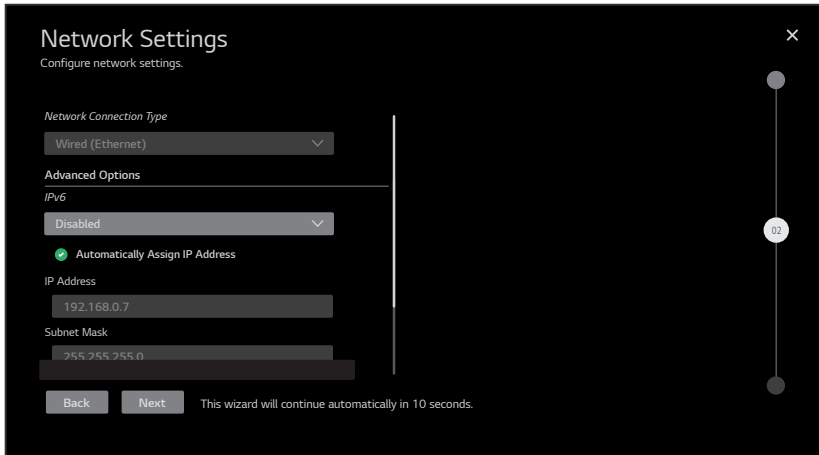 Network Settings
Configure network settings.
Network Connection Type
Wired (Ethernet)
Advanced Options
IPv6
Disabled
02
Automatically Assign IP Address
IP Address
192.168.0.7
Subnet Mask
255.255.255.0
Back
Next
This wizard will continue automatically in 10 seconds.